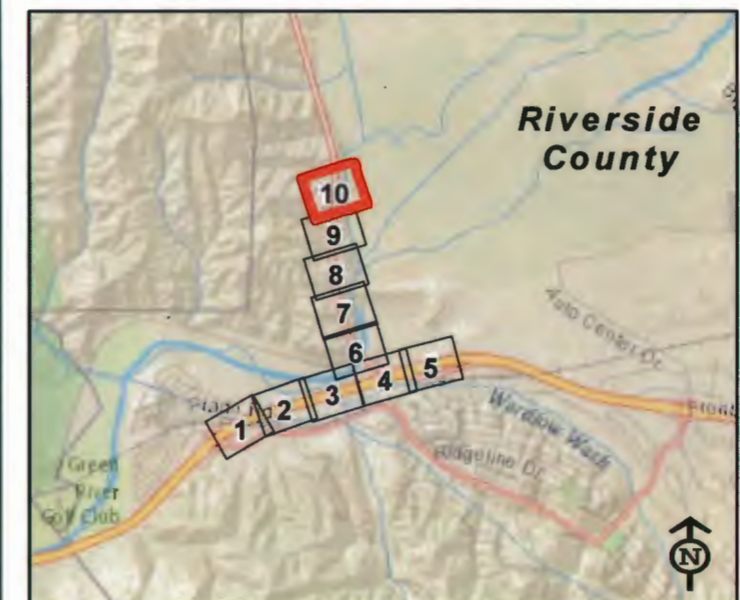 Riverside
County
10
9
8
7
6
5
4
3
2
1
Auto Center Dr
Wardlow Wash
Ridgeline Dr
Green
River
Golf Club
N